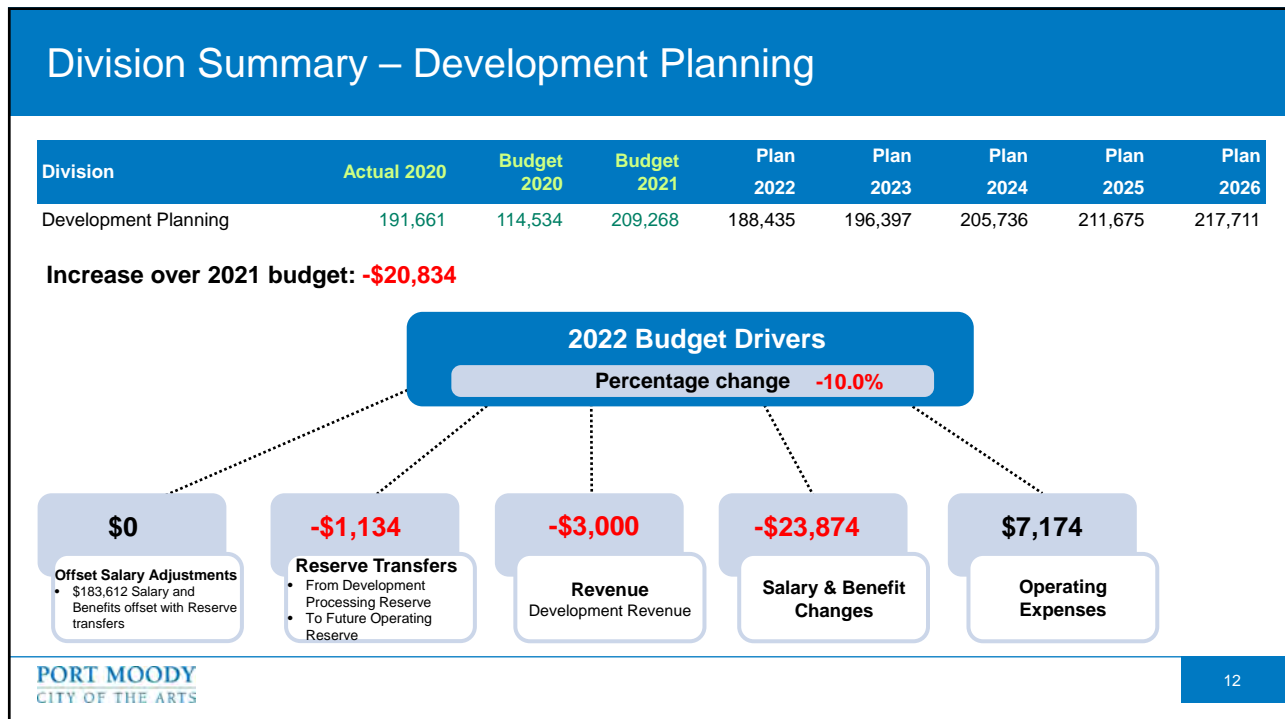 Division Summary – Development Planning
Division Actual 2020 Budget 2020 Budget 2021 Plan 2022 Plan 2023 Plan 2024 Plan 2025 Plan 2026
Development Planning 191,661 114,534 209,268 188,435 196,397 205,736 211,675 217,711
Increase over 2021 budget: -$20,834
2022 Budget Drivers
Percentage change -10.0%
$0
Offset Salary Adjustments
• $183,612 Salary and
Benefits offset with Reserve
transfers
-$1,134
Reserve Transfers
• From Development
Processing Reserve
• To Future Operating
Reserve
-$3,000
Revenue
Development Revenue
-$23,874
Salary & Benefit
Changes
$7,174
Operating
Expenses
PORT MOODY
CITY OF THE ARTS
12